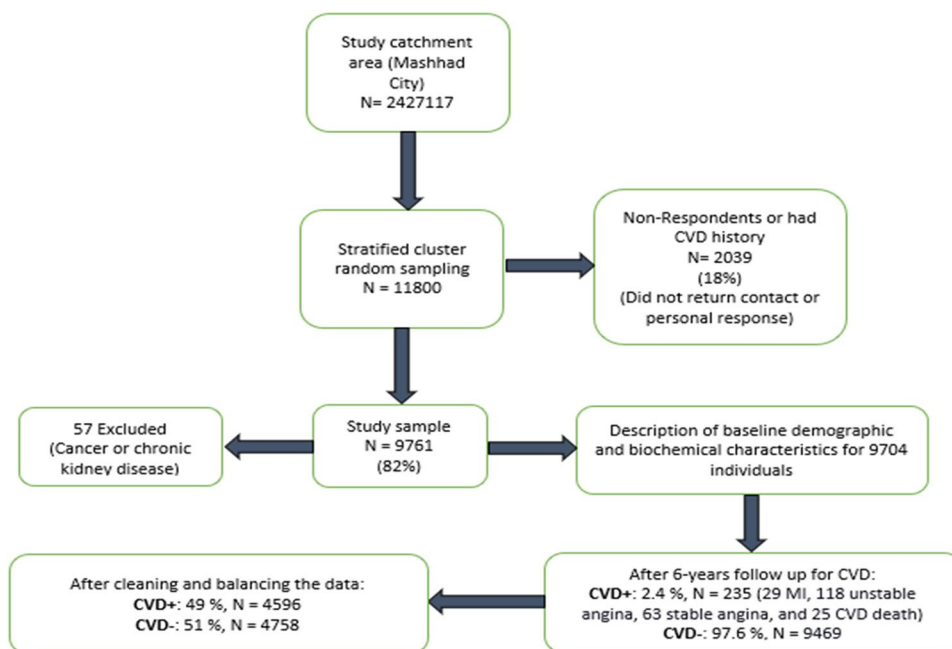 Study catchment
area (Mashhad
City)
N= 2427117
Stratified cluster
random sampling
N = 11800
Non-Respondents or had
CVD history
N= 2039
(18%)
(Did not return contact or
personal response)
57 Excluded
(Cancer or chronic
kidney disease)
Study sample
N = 9761
(82%)
Description of baseline demographic
and biochemical characteristics for 9704
individuals
After cleaning and balancing the data:
CVD+: 49 %, N = 4596
CVD-: 51 %, N = 4758
After 6-years follow up for CVD:
CVD+: 2.4 %, N = 235 (29 MI, 118 unstable
angina, 63 stable angina, and 25 CVD death)
CVD-: 97.6 %, N = 9469